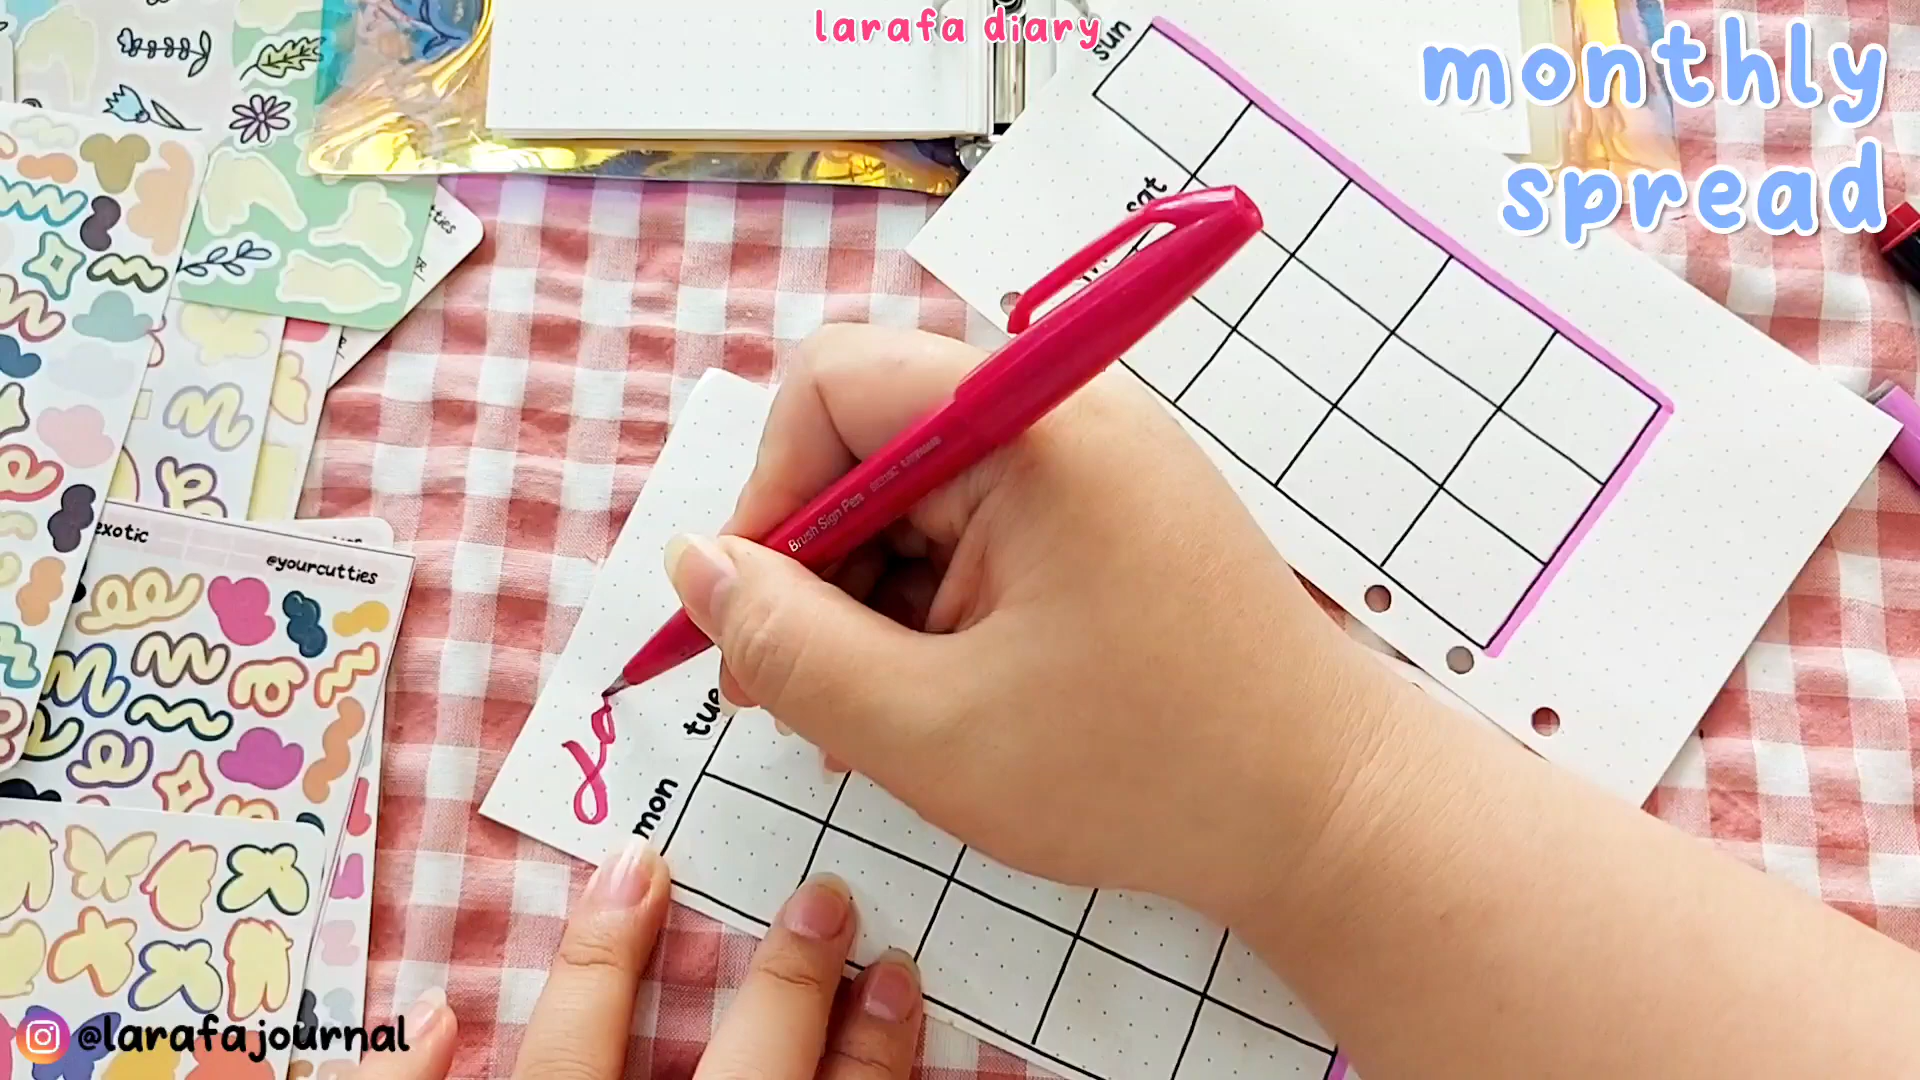 larafa diary
monthly
spread
sun
sat
tue
mon
Brush Sign Pen
exotic
@yourcutties
@larafajournal